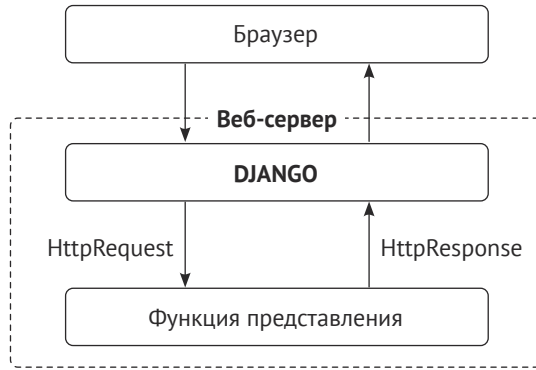 Браузер
Веб-сервер
DJANGO
HttpRequest
HttpResponse
Функция представления